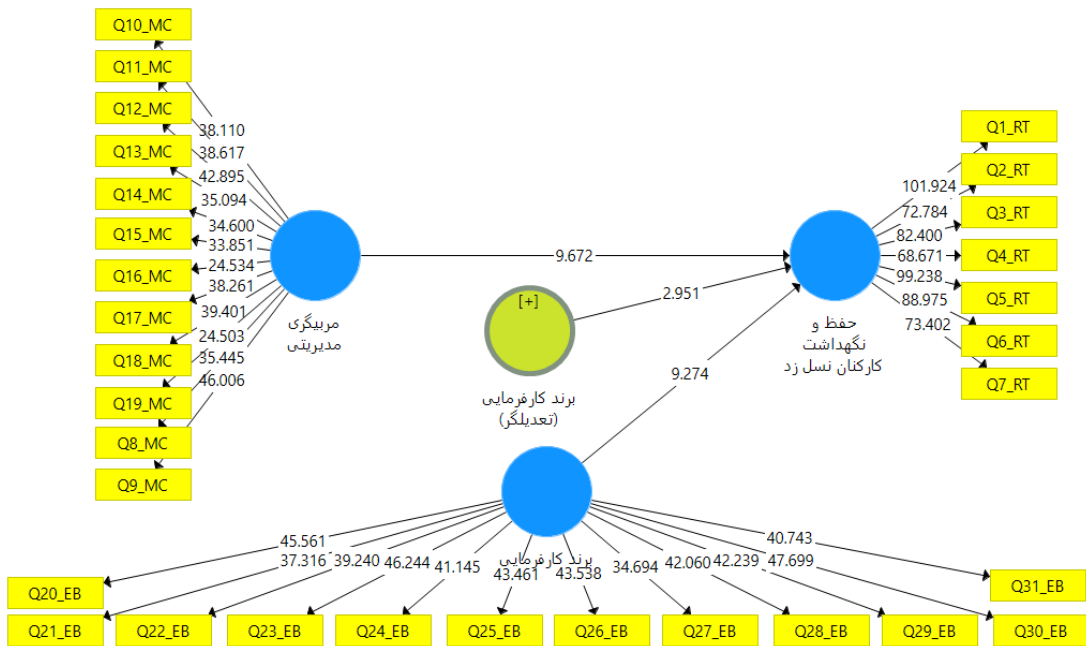 Q10_MC
Q11_MC
Q12_MC
Q13_MC
Q14_MC
Q15_MC
Q16_MC
Q17_MC
Q18_MC
Q19_MC
Q8_MC
Q9_MC
38.110
38.617
42.895
35.094
34.600
33.851
24.534
38.261
39.401
24.503
35.445
46.006
مربیگری
مدیریتی
9.672
2.951
9.274
[+]
برند کارفرمایی
(تعدیلگر)
حفظ و
نگهداشت
کارکنان نسل زد
101.924
72.784
82.400
68.671
99.238
88.975
73.402
Q1_RT
Q2_RT
Q3_RT
Q4_RT
Q5_RT
Q6_RT
Q7_RT
برند کارفرمایی
45.561
37.316
39.240
46.244
41.145
43.461
43.538
34.694
42.060
42.239
47.699
40.743
Q20_EB
Q21_EB
Q22_EB
Q23_EB
Q24_EB
Q25_EB
Q26_EB
Q27_EB
Q28_EB
Q29_EB
Q30_EB
Q31_EB